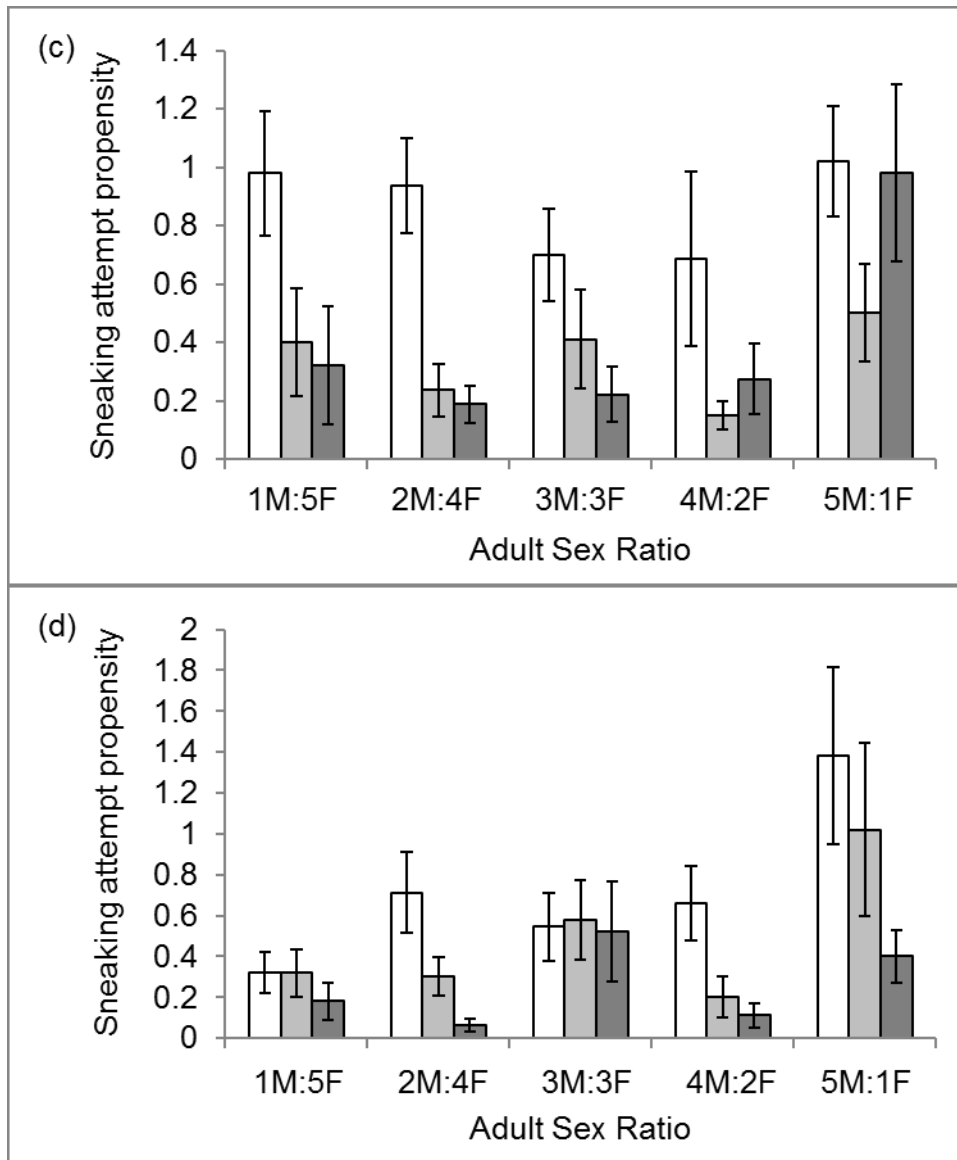 (c)
Sneaking attempt propensity
1.4
1.2
1
0.8
0.6
0.4
0.2
0
1M:5F 2M:4F 3M:3F 4M:2F 5M:1F
Adult Sex Ratio
(d)
Sneaking attempt propensity
2
1.8
1.6
1.4
1.2
1
0.8
0.6
0.4
0.2
0
1M:5F 2M:4F 3M:3F 4M:2F 5M:1F
Adult Sex Ratio